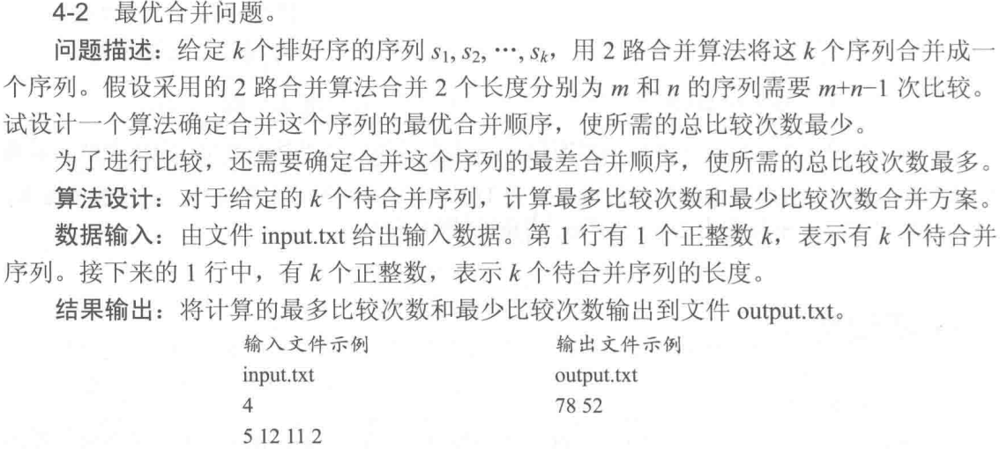 4-2 最优合并问题。
问题描述：给定 k 个排好序的序列 s₁, s₂, ⋯, sₖ，用 2 路合并算法将这 k 个序列合并成一
个序列。假设采用的 2 路合并算法合并 2 个长度分别为 m 和 n 的序列需要 m+n−1 次比较。
试设计一个算法确定合并这个序列的最优合并顺序，使所需的总比较次数最少。
为了进行比较，还需要确定合并这个序列的最差合并顺序，使所需的总比较次数最多。
算法设计：对于给定的 k 个待合并序列，计算最多比较次数和最少比较次数合并方案。
数据输入：由文件 input.txt 给出输入数据。第 1 行有 1 个正整数 k，表示有 k 个待合并
序列。接下来的 1 行中，有 k 个正整数，表示 k 个待合并序列的长度。
结果输出：将计算的最多比较次数和最少比较次数输出到文件 output.txt。
输入文件示例 输出文件示例
input.txt output.txt
4 78 52
5 12 11 2